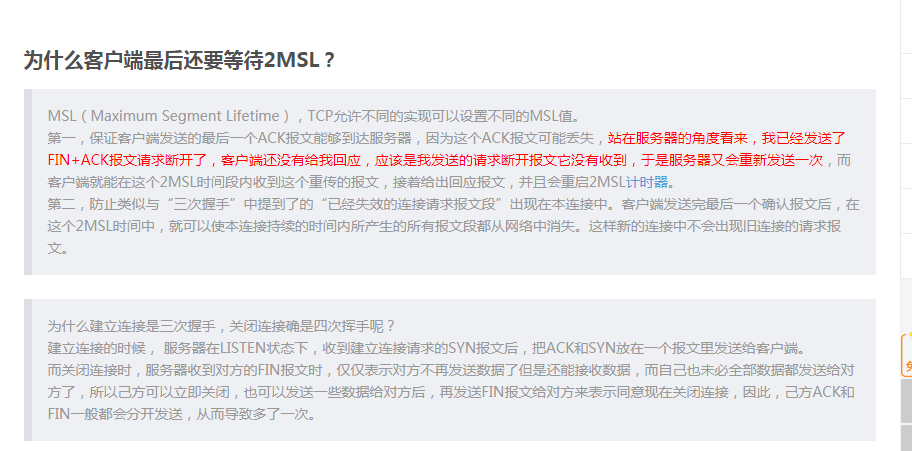 为什么客户端最后还要等待2MSL？
MSL（Maximum Segment Lifetime），TCP允许不同的实现可以设置不同的MSL值。
第一，保证客户端发送的最后一个ACK报文能够到达服务器，因为这个ACK报文可能丢失，站在服务器的角度看来，我已经发送了
FIN+ACK报文请求断开了，客户端还没有给我回应，应该是我发送的请求断开报文它没有收到，于是服务器又会重新发送一次，而
客户端就能在这个2MSL时间段内收到这个重传的报文，接着给出回应报文，并且会重启2MSL计时器。
第二，防止类似与“三次握手”中提到了的“已经失效的连接请求报文段”出现在本连接中。客户端发送完最后一个确认报文后，在
这个2MSL时间中，就可以使本连接持续的时间内所产生的所有报文段都从网络中消失。这样新的连接中不会出现旧连接的请求报
文。
为什么建立连接是三次握手，关闭连接确是四次挥手呢？
建立连接的时候， 服务器在LISTEN状态下，收到建立连接请求的SYN报文后，把ACK和SYN放在一个报文里发送给客户端。
而关闭连接时，服务器收到对方的FIN报文时，仅仅表示对方不再发送数据了但是还能接收数据，而自己也未必全部数据都发送给对
方了，所以己方可以立即关闭，也可以发送一些数据给对方后，再发送FIN报文给对方来表示同意现在关闭连接，因此，己方ACK和
FIN一般都会分开发送，从而导致多了一次。